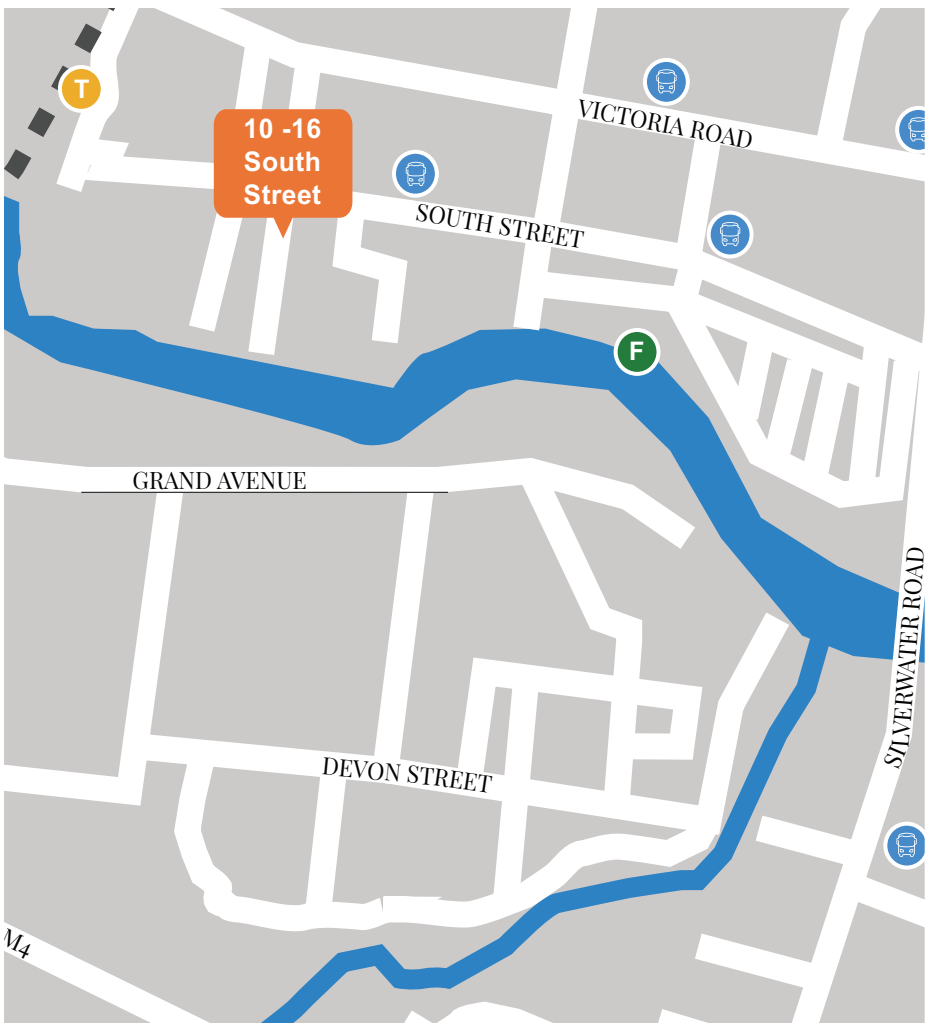 T
VICTORIA ROAD
10 -16
South
Street
SOUTH STREET
F
GRAND AVENUE
SILVERWATER ROAD
DEVON STREET
M4